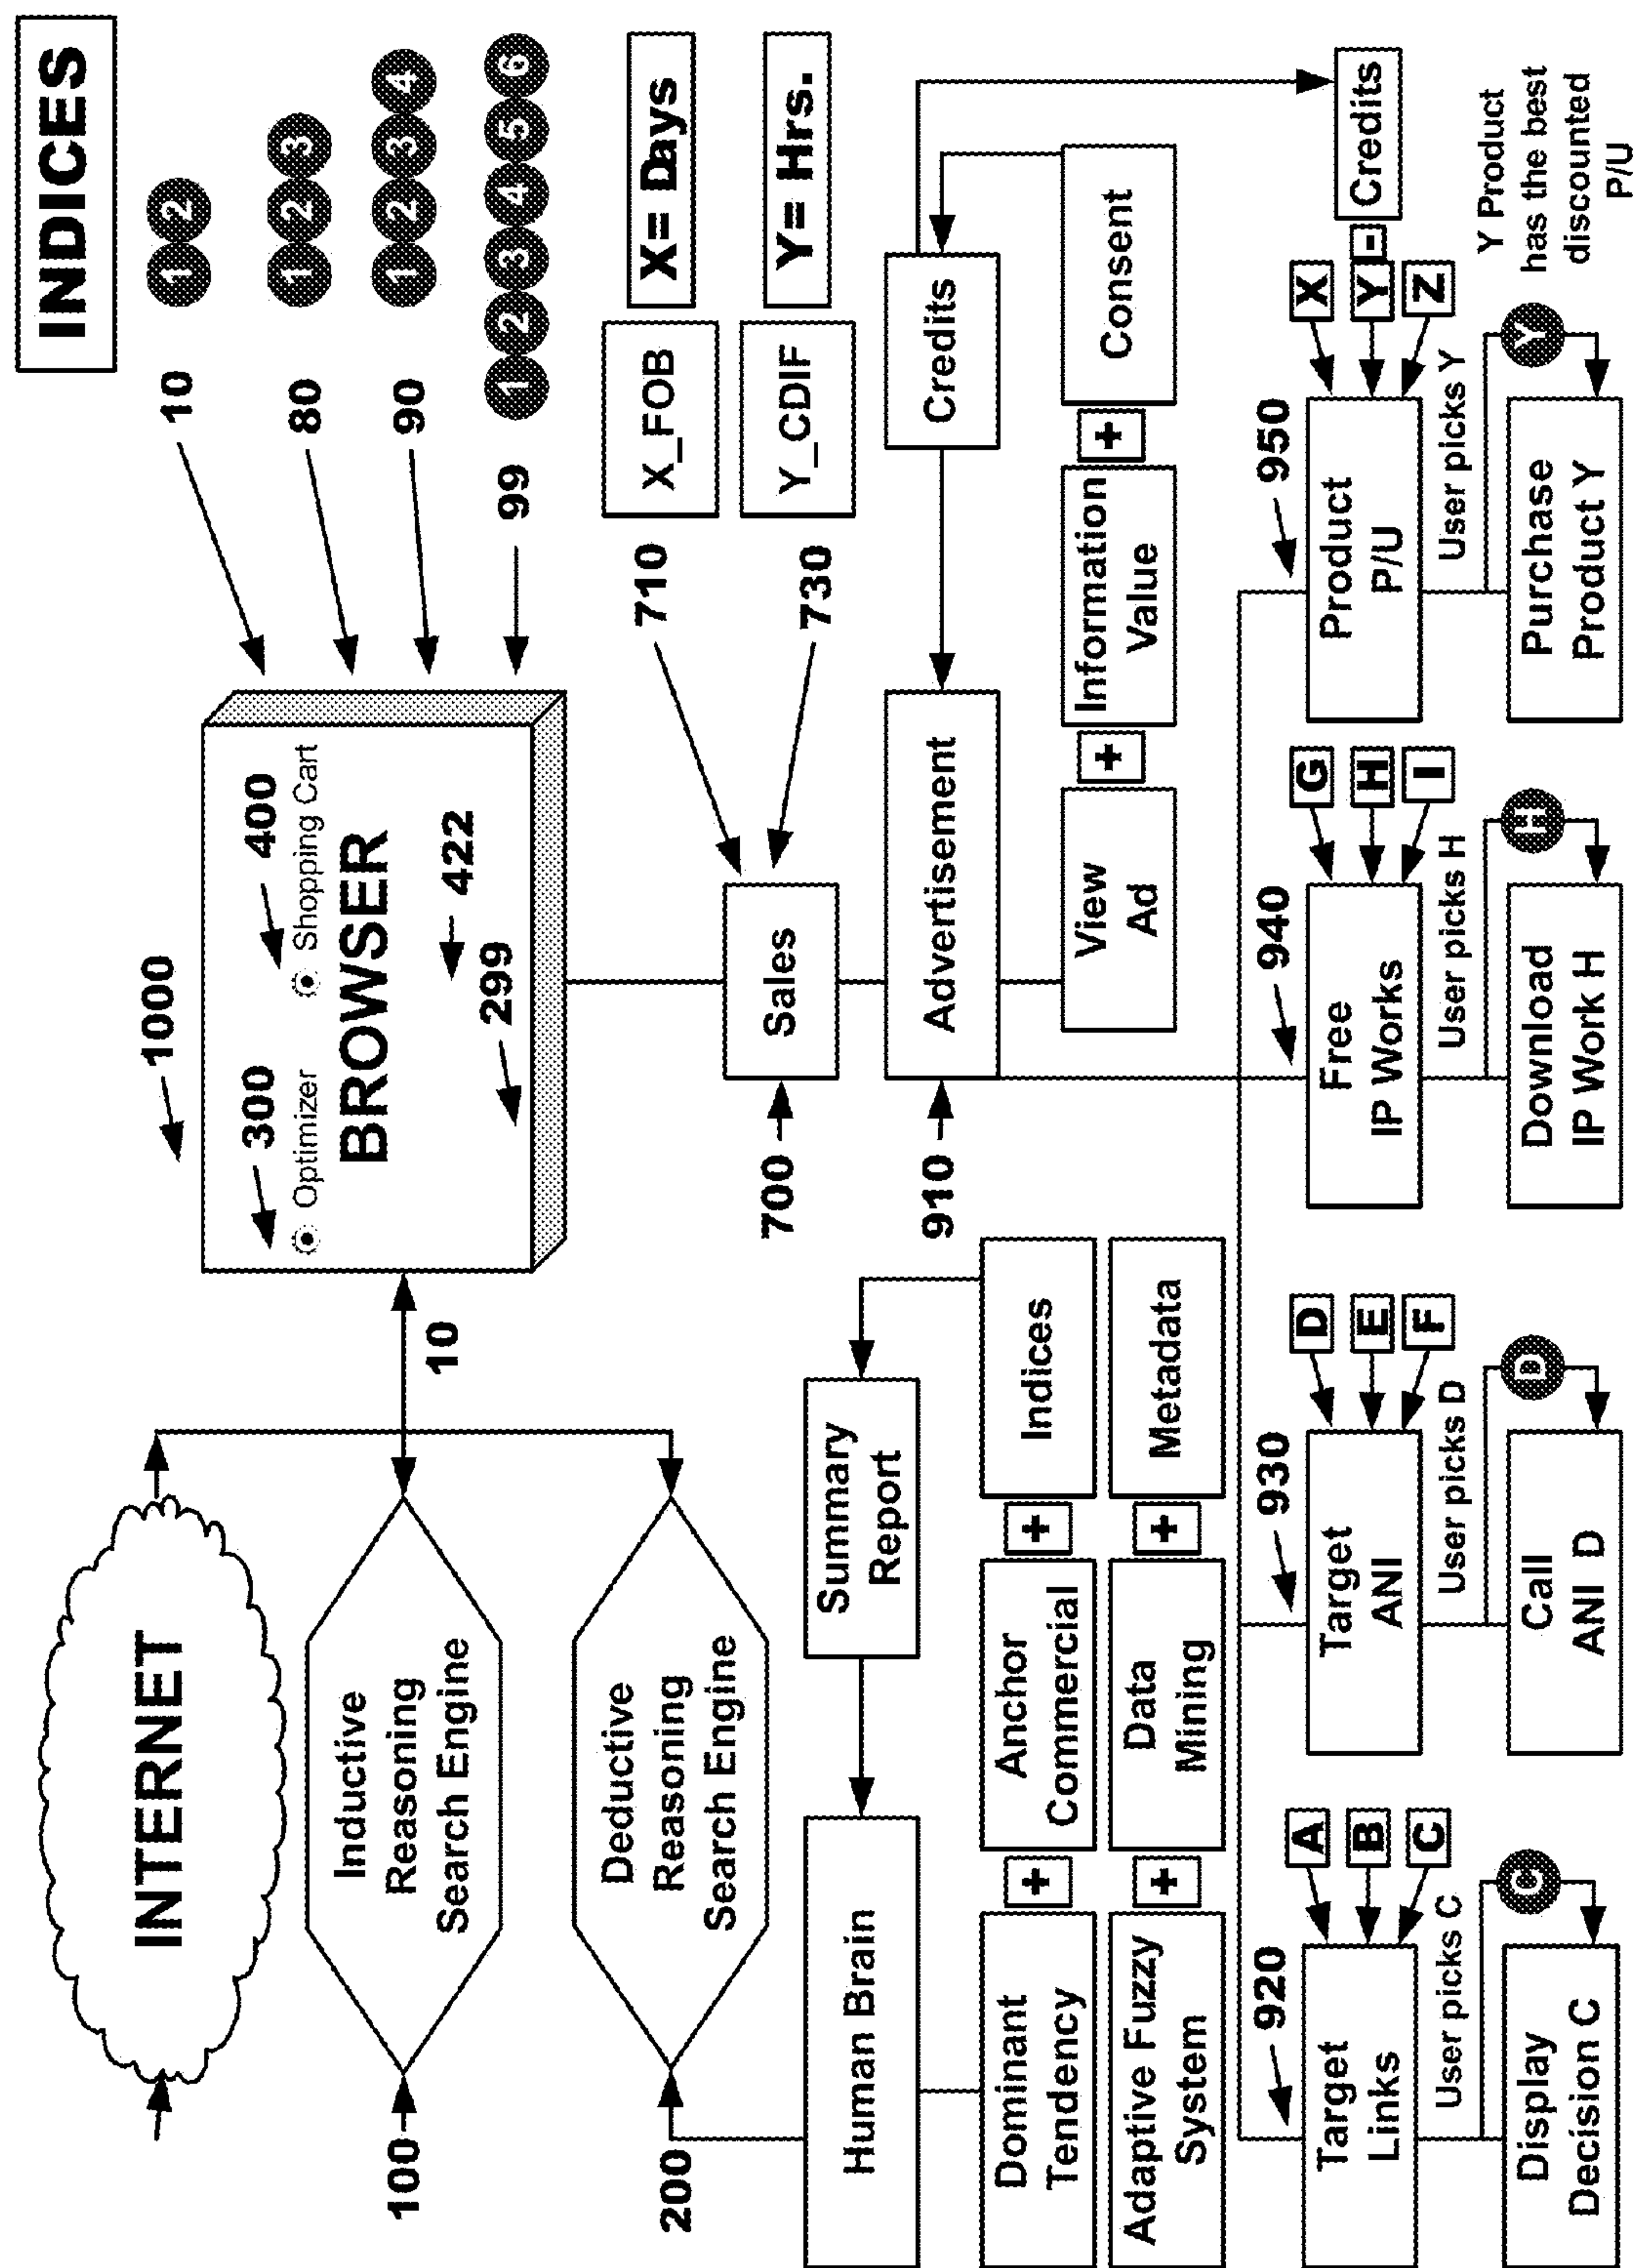 INDICES
INTERNET
1000
300
400
Optimizer
Shopping Cart
BROWSER
422
299
10
1 2
80
1 2 3
90
1 2 3 4
99
1 2 3 4 5 6
10
100
Inductive
Reasoning
Search Engine
200
Deductive
Reasoning
Search Engine
710
X_FOB
X= Days
730
Y_CDIF
Y= Hrs.
700
Sales
Human Brain
Summary
Report
910
Advertisement
Credits
Dominant
Tendency
+
Anchor
Commercial
+
Indices
View
Ad
+
Information
Value
+
Consent
Adaptive Fuzzy
System
+
Data
Mining
+
Metadata
920
930
940
950
Target
Links
A
B
C
Target
ANI
D
E
F
Free
IP Works
G
H
I
Product
P/U
X
Y
Z
-
Credits
User picks C
User picks D
User picks H
User picks Y
C
D
H
Y
Display
Decision C
Call
ANI D
Download
IP Work H
Purchase
Product Y
Y Product
has the best
discounted
P/U